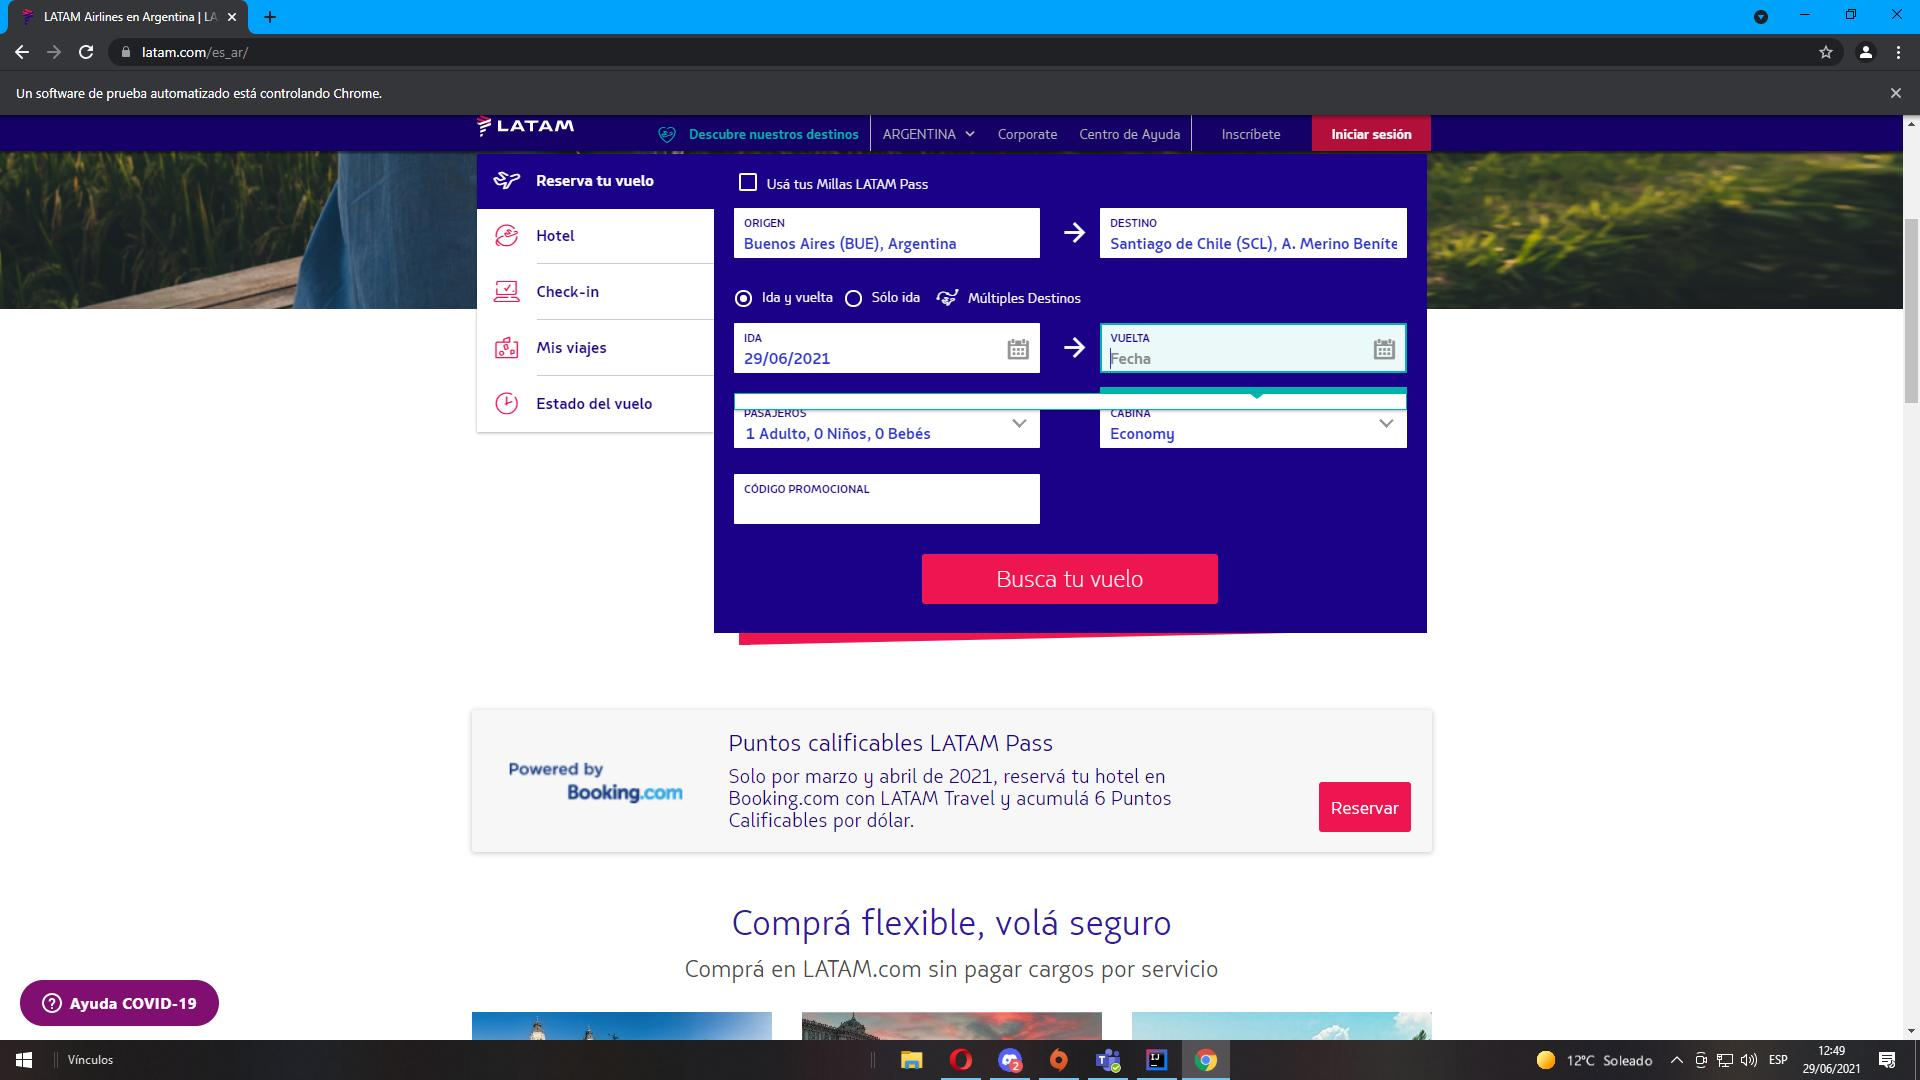 LATAM Airlines en Argentina | LA
latam.com/es_ar/
Un software de prueba automatizado está controlando Chrome.
LATAM
Descubre nuestros destinos
ARGENTINA
Corporate
Centro de Ayuda
Inscríbete
Iniciar sesión
Reserva tu vuelo
Hotel
Check-in
Mis viajes
Estado del vuelo
Usá tus Millas LATAM Pass
ORIGEN
Buenos Aires (BUE), Argentina
DESTINO
Santiago de Chile (SCL), A. Merino Beníte
Ida y vuelta
Sólo ida
Múltiples Destinos
IDA
29/06/2021
VUELTA
Fecha
PASAJEROS
1 Adulto, 0 Niños, 0 Bebés
CABINA
Economy
CÓDIGO PROMOCIONAL
Busca tu vuelo
Powered by
Booking.com
Puntos calificables LATAM Pass
Solo por marzo y abril de 2021, reservá tu hotel en
Booking.com con LATAM Travel y acumulá 6 Puntos
Calificables por dólar.
Reservar
Comprá flexible, volá seguro
Comprá en LATAM.com sin pagar cargos por servicio
Ayuda COVID-19
Vínculos
2
IJ
12°C Soleado
ESP
12:49
29/06/2021